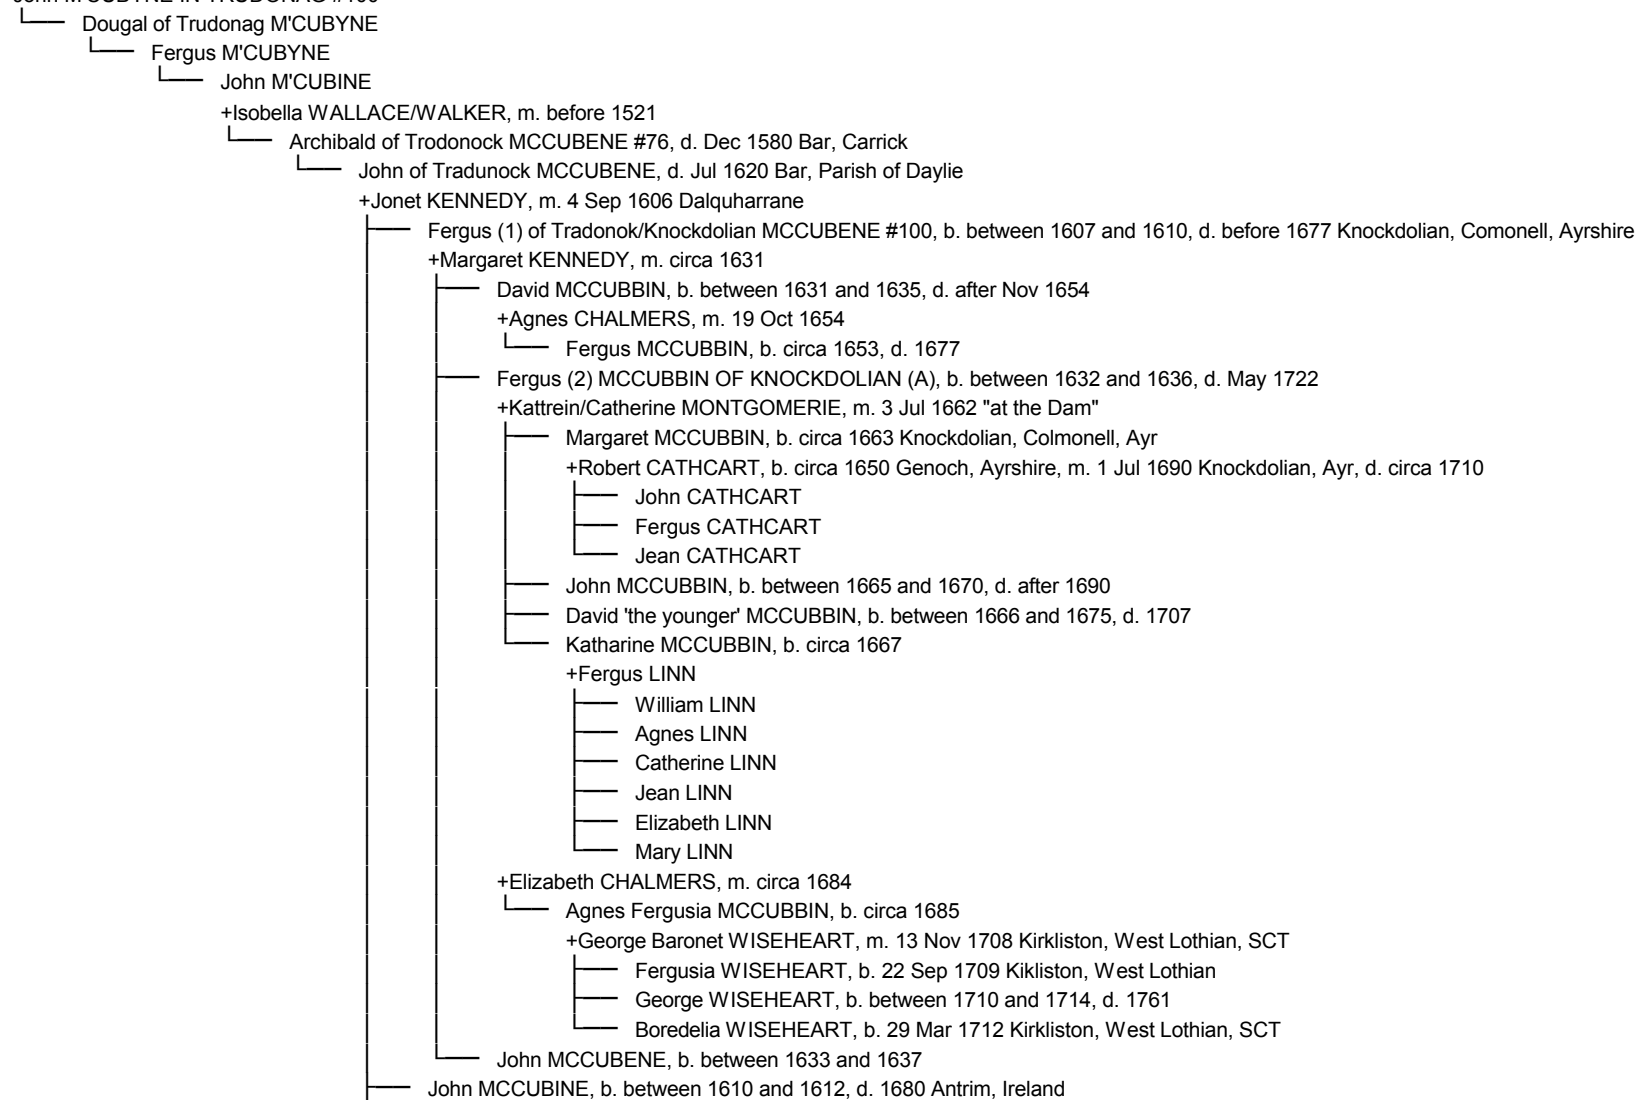 Dougal of Trudonag M'CUBYNE
Fergus M'CUBYNE
John M'CUBINE
+Isobella WALLACE/WALKER, m. before 1521
Archibald of Trodonock MCCUBENE #76, d. Dec 1580 Bar, Carrick
John of Tradunock MCCUBENE, d. Jul 1620 Bar, Parish of Daylie
+Jonet KENNEDY, m. 4 Sep 1606 Dalquharrane
Fergus (1) of Tradonok/Knockdolian MCCUBENE #100, b. between 1607 and 1610, d. before 1677 Knockdolian, Comonell, Ayrshire
+Margaret KENNEDY, m. circa 1631
David MCCUBBIN, b. between 1631 and 1635, d. after Nov 1654
+Agnes CHALMERS, m. 19 Oct 1654
Fergus MCCUBBIN, b. circa 1653, d. 1677
Fergus (2) MCCUBBIN OF KNOCKDOLIAN (A), b. between 1632 and 1636, d. May 1722
+Kattrein/Catherine MONTGOMERIE, m. 3 Jul 1662 "at the Dam"
Margaret MCCUBBIN, b. circa 1663 Knockdolian, Colmonell, Ayr
+Robert CATHCART, b. circa 1650 Genoch, Ayrshire, m. 1 Jul 1690 Knockdolian, Ayr, d. circa 1710
John CATHCART
Fergus CATHCART
Jean CATHCART
John MCCUBBIN, b. between 1665 and 1670, d. after 1690
David 'the younger' MCCUBBIN, b. between 1666 and 1675, d. 1707
Katharine MCCUBBIN, b. circa 1667
+Fergus LINN
William LINN
Agnes LINN
Catherine LINN
Jean LINN
Elizabeth LINN
Mary LINN
+Elizabeth CHALMERS, m. circa 1684
Agnes Fergusia MCCUBBIN, b. circa 1685
+George Baronet WISEHEART, m. 13 Nov 1708 Kirkliston, West Lothian, SCT
Fergusia WISEHEART, b. 22 Sep 1709 Kikliston, West Lothian
George WISEHEART, b. between 1710 and 1714, d. 1761
Boredelia WISEHEART, b. 29 Mar 1712 Kirkliston, West Lothian, SCT
John MCCUBENE, b. between 1633 and 1637
John MCCUBINE, b. between 1610 and 1612, d. 1680 Antrim, Ireland